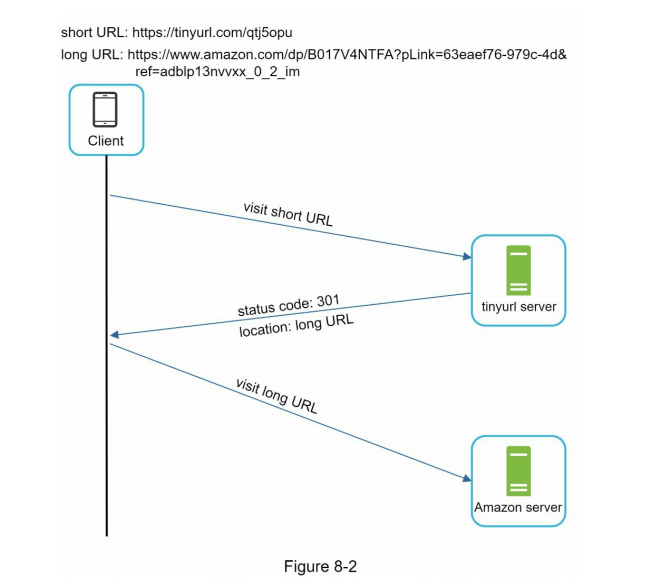 short URL: https://tinyurl.com/qtj5opu
long URL: https://www.amazon.com/dp/B017V4NTFA?pLink=63eaef76-979c-4d&
ref=adblp13nvvxx_0_2_im
Client
visit short URL
tinyurl server
status code: 301
location: long URL
visit long URL
Amazon server
Figure 8-2